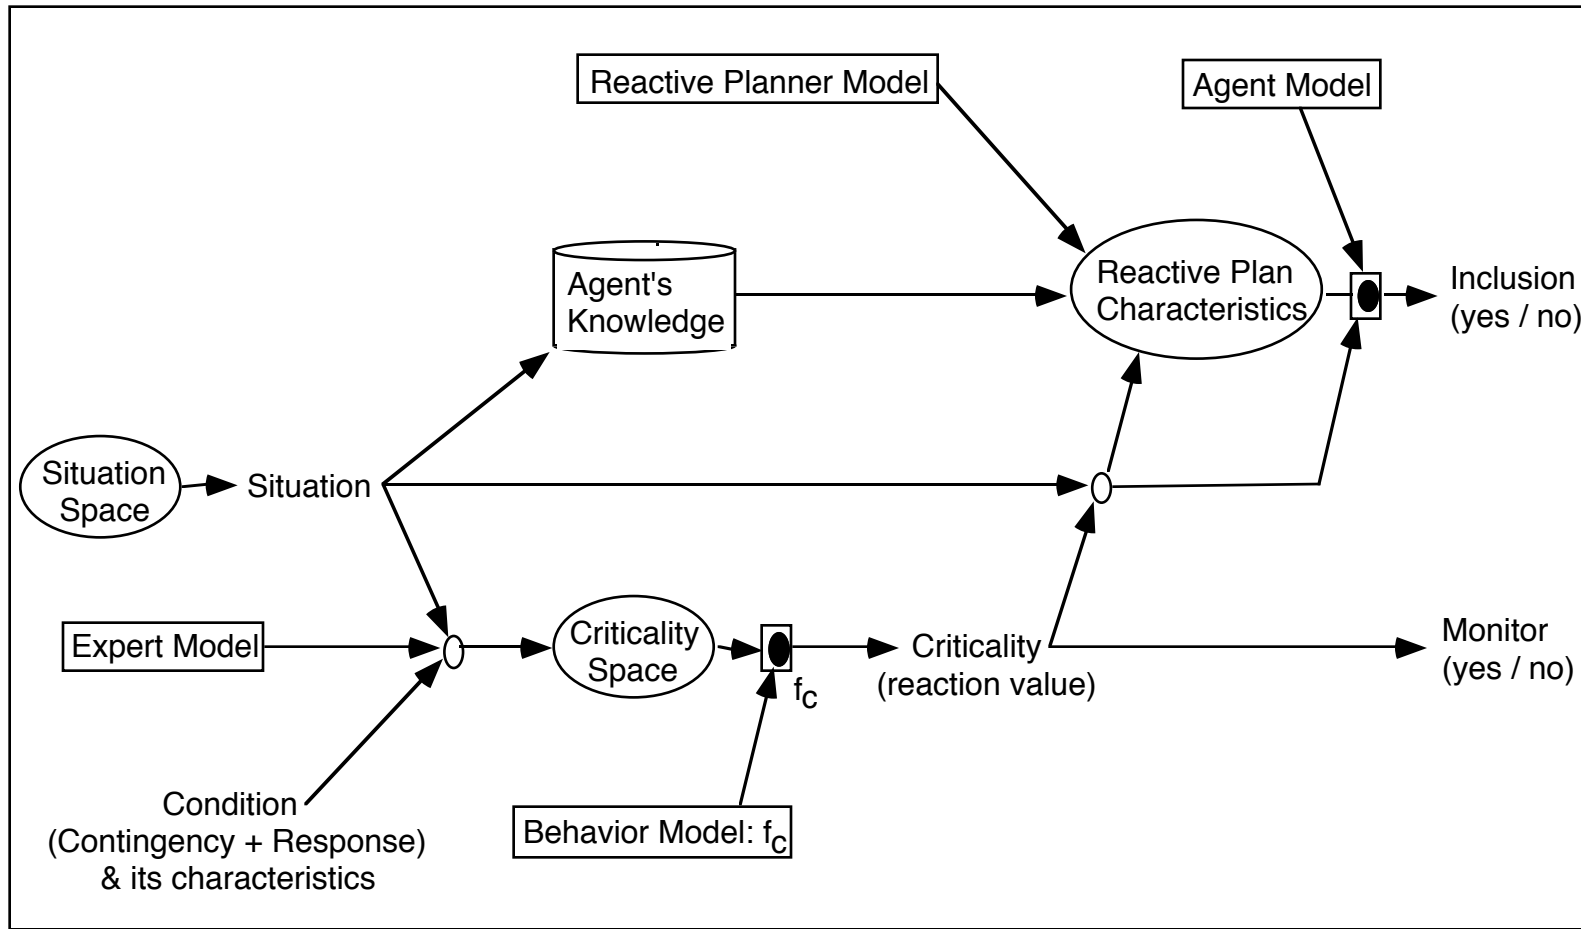 Reactive Planner Model
Agent Model
Agent's
Knowledge
Reactive Plan
Characteristics
Inclusion
(yes / no)
Situation
Space
Situation
Expert Model
Criticality
Space
fc
Criticality
(reaction value)
Monitor
(yes / no)
Condition
(Contingency + Response)
& its characteristics
Behavior Model: fc